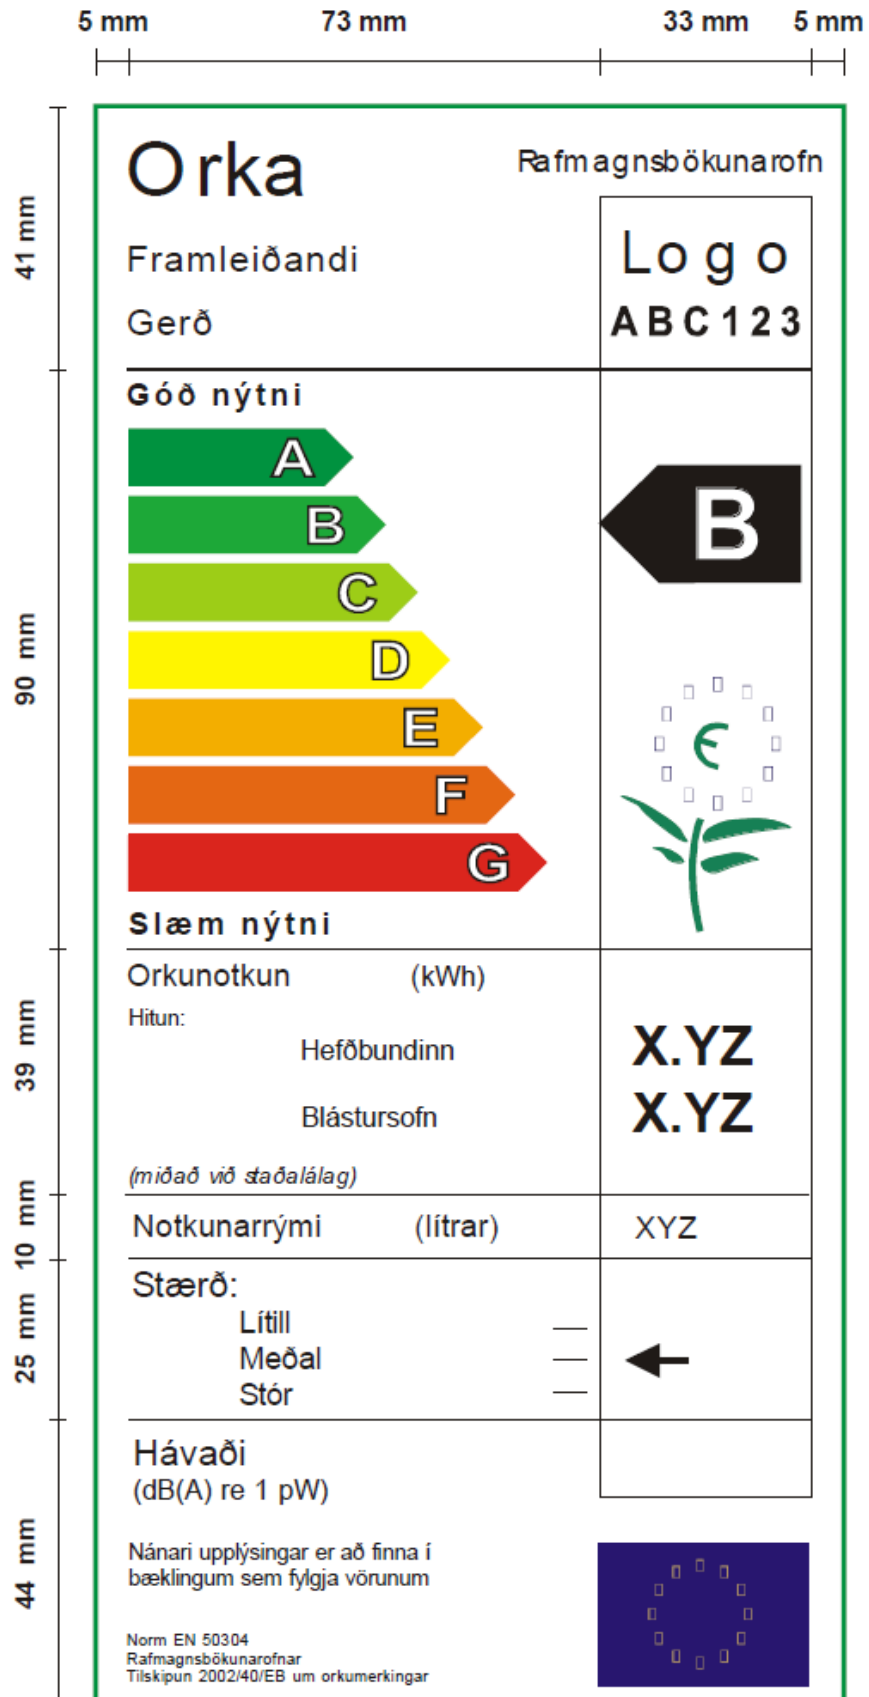 5 mm 73 mm 33 mm 5 mm
41 mm
Orka Rafmagnsbökunarofn
Framleiðandi Logo
Gerð ABC123
90 mm
Góð nýtni
A
B B
C
D
E
F
G
Slæm nýtni
39 mm
Orkunotkun (kWh)
Hitun:
Hefðbundinn X.YZ
Blástursofn X.YZ
(miðað við staðalálag)
10 mm
Notkunarrými (lítrar) XYZ
25 mm
Stærð:
Lítill
Meðal
Stór
44 mm
Hávaði
(dB(A) re 1 pW)
Nánari upplýsingar er að finna í
bæklingum sem fylgja vörunum
Norm EN 50304
Rafmagnsbökunarofnar
Tilskipun 2002/40/EB um orkumerkingar